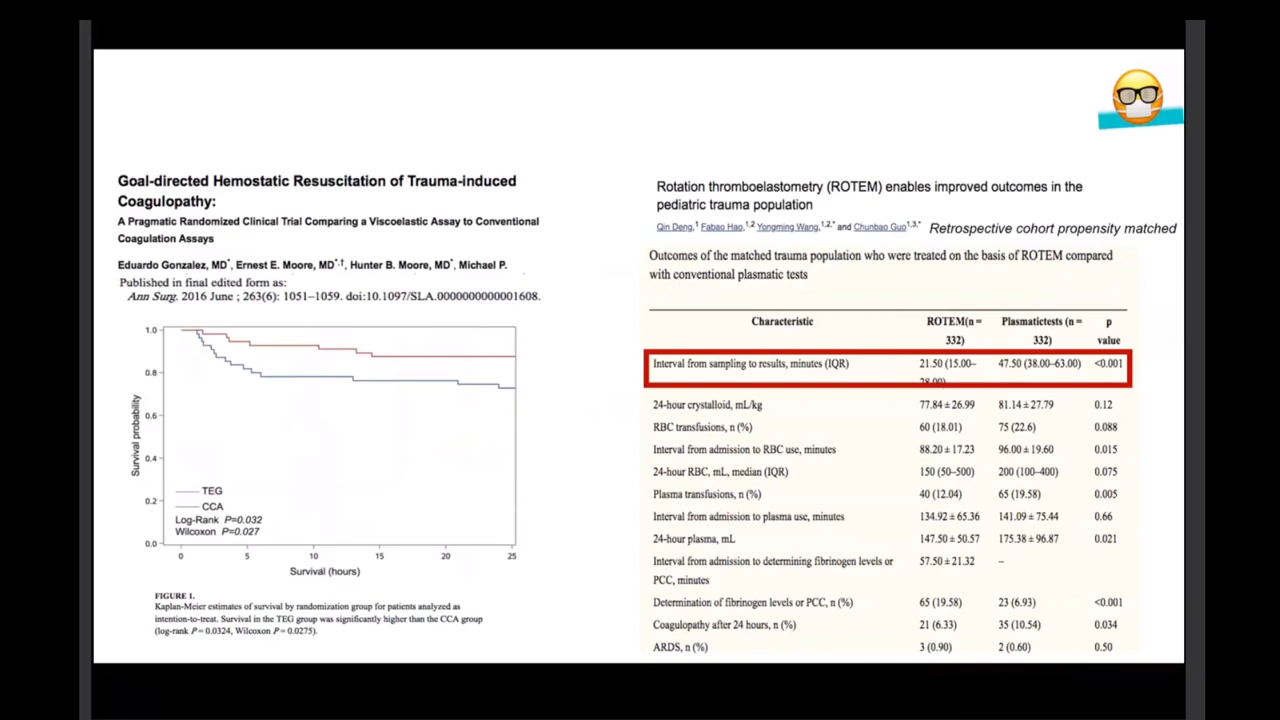 Goal-directed Hemostatic Resuscitation of Trauma-induced
Coagulopathy:
A Pragmatic Randomized Clinical Trial Comparing a Viscoelastic Assay to Conventional
Coagulation Assays
Eduardo Gonzalez, MD*, Ernest E. Moore, MD*,†, Hunter B. Moore, MD*, Michael P.
Published in final edited form as:
Ann Surg. 2016 June ; 263(6): 1051–1059. doi:10.1097/SLA.0000000000001608.
Survival probability
1.0
0.8
0.6
0.4
0.2
0.0
TEG
CCA
Log-Rank P=0.032
Wilcoxon P=0.027
0 5 10 15 20 25
Survival (hours)
FIGURE 1.
Kaplan-Meier estimates of survival by randomization group for patients analyzed as
intention-to-treat. Survival in the TEG group was significantly higher than the CCA group
(log-rank P = 0.0324, Wilcoxon P = 0.0275).
Rotation thromboelastometry (ROTEM) enables improved outcomes in the
pediatric trauma population
Qin Deng,1 Fabao Hao,1,2 Yongming Wang,1,2,* and Chunbao Guo1,3,* Retrospective cohort propensity matched
Outcomes of the matched trauma population who were treated on the basis of ROTEM compared
with conventional plasmatic tests
Characteristic ROTEM(n = 332) Plasmatictests (n = 332) p value
Interval from sampling to results, minutes (IQR) 21.50 (15.00–28.00) 47.50 (38.00–63.00) <0.001
24-hour crystalloid, mL/kg 77.84 ± 26.99 81.14 ± 27.79 0.12
RBC transfusions, n (%) 60 (18.01) 75 (22.6) 0.088
Interval from admission to RBC use, minutes 88.20 ± 17.23 96.00 ± 19.60 0.015
24-hour RBC, mL, median (IQR) 150 (50–500) 200 (100–400) 0.075
Plasma transfusions, n (%) 40 (12.04) 65 (19.58) 0.005
Interval from admission to plasma use, minutes 134.92 ± 65.36 141.09 ± 75.44 0.66
24-hour plasma, mL 147.50 ± 50.57 175.38 ± 96.87 0.021
Interval from admission to determining fibrinogen levels or 57.50 ± 21.32 –
PCC, minutes
Determination of fibrinogen levels or PCC, n (%) 65 (19.58) 23 (6.93) <0.001
Coagulopathy after 24 hours, n (%) 21 (6.33) 35 (10.54) 0.034
ARDS, n (%) 3 (0.90) 2 (0.60) 0.50